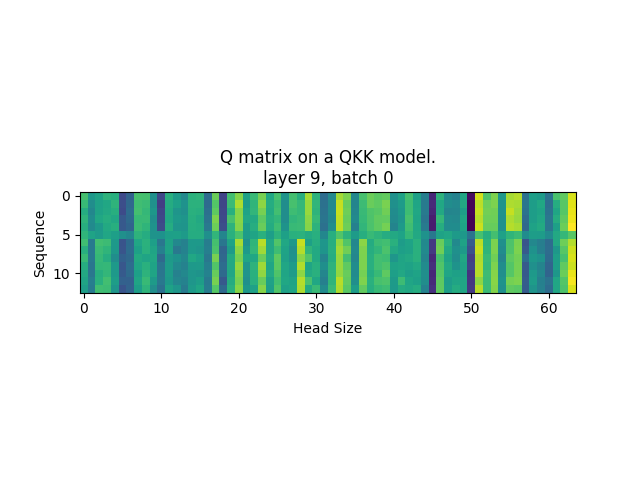 Q matrix on a QKK model.
layer 9, batch 0
0
5
10
Sequence
0 10 20 30 40 50 60
Head Size